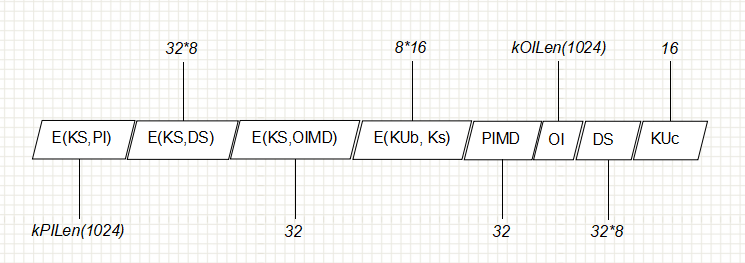 32*8 8*16 kOILen(1024) 16
E(KS,PI) E(KS,DS) E(KS,OIMD) E(KUb, Ks) PIMD OI DS KUc
kPILen(1024) 32 32 32*8